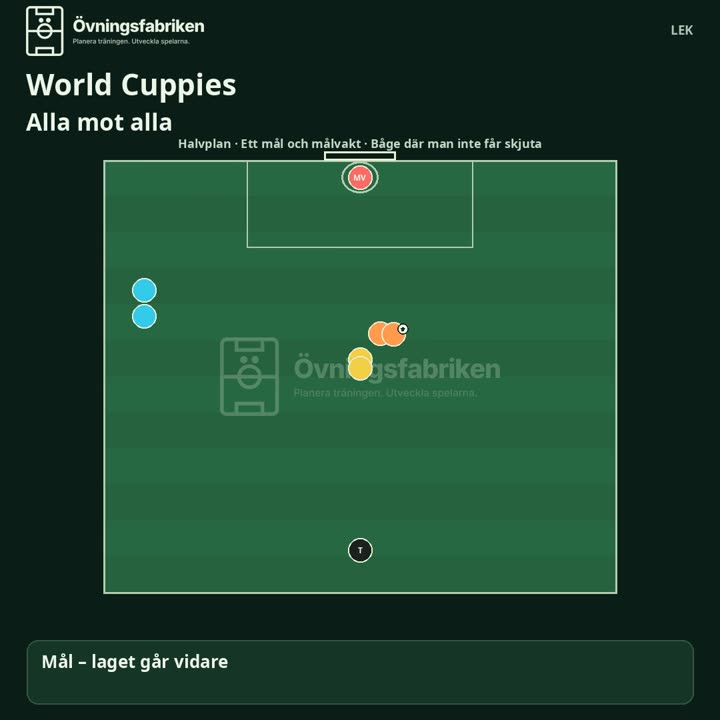 Övningsfabriken
Planera träningen. Utveckla spelarna.
LEK
World Cuppies
Alla mot alla
Halvplan · Ett mål och målvakt · Båge där man inte får skjuta
MV
Övningsfabriken
Planera träningen. Utveckla spelarna.
T
Mål – laget går vidare